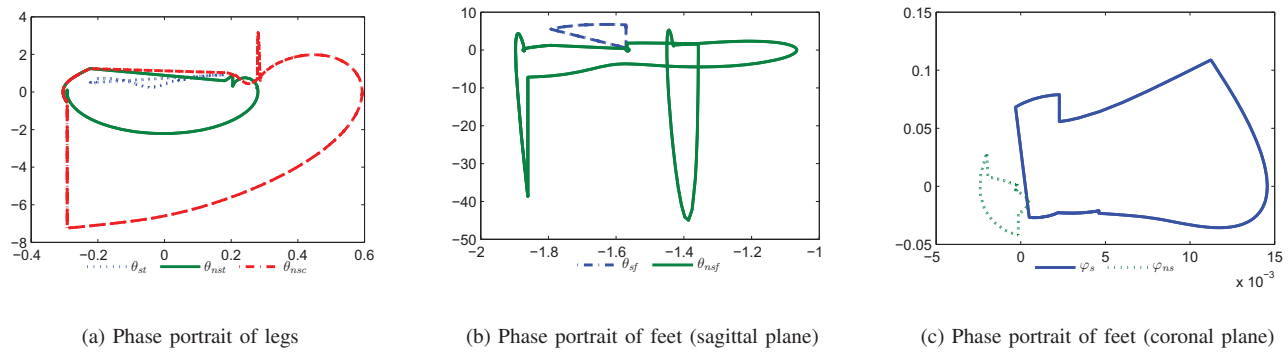 4
2
0
−2
−4
−6
−8
−0.4 −0.2 0 0.2 0.4 0.6
θst θnst θnsc
(a) Phase portrait of legs
10
0
−10
−20
−30
−40
−50
−2 −1.8 −1.6 −1.4 −1.2 −1
θsf θnsf
(b) Phase portrait of feet (sagittal plane)
0.15
0.1
0.05
0
−0.05
−5 0 5 10 15
x 10⁻³
φs φns
(c) Phase portrait of feet (coronal plane)